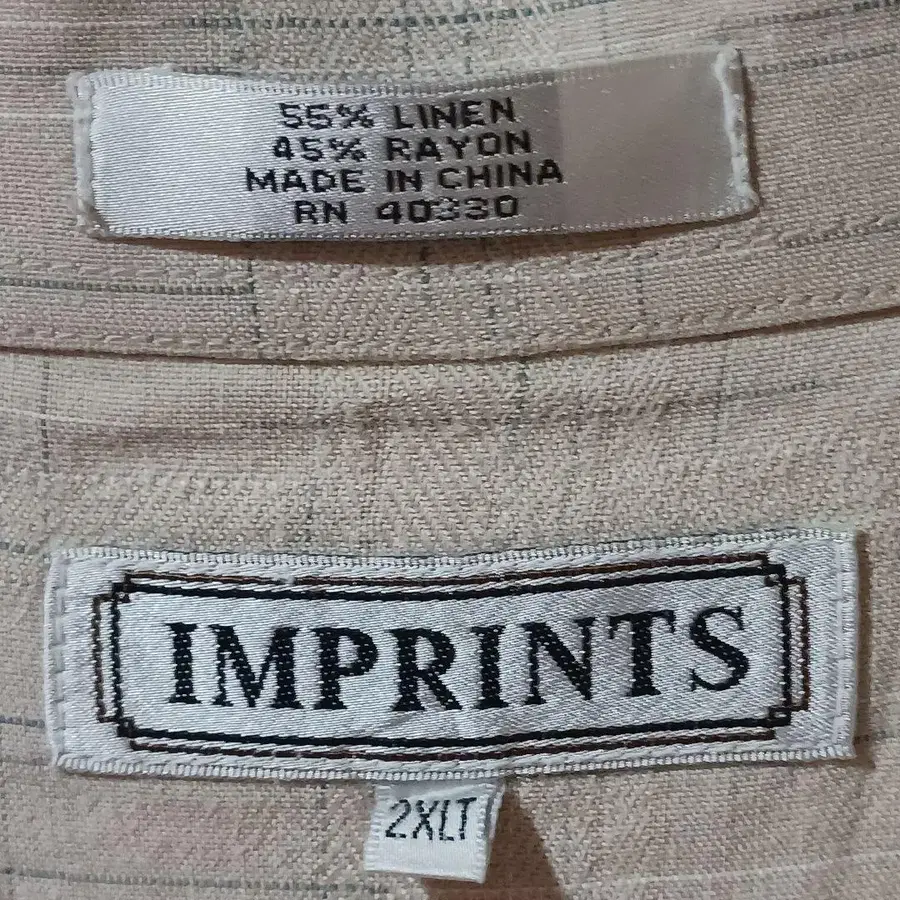 55% LINEN
45% RAYON
MADE IN CHINA
RN 40330
IMPRINTS
2XLT